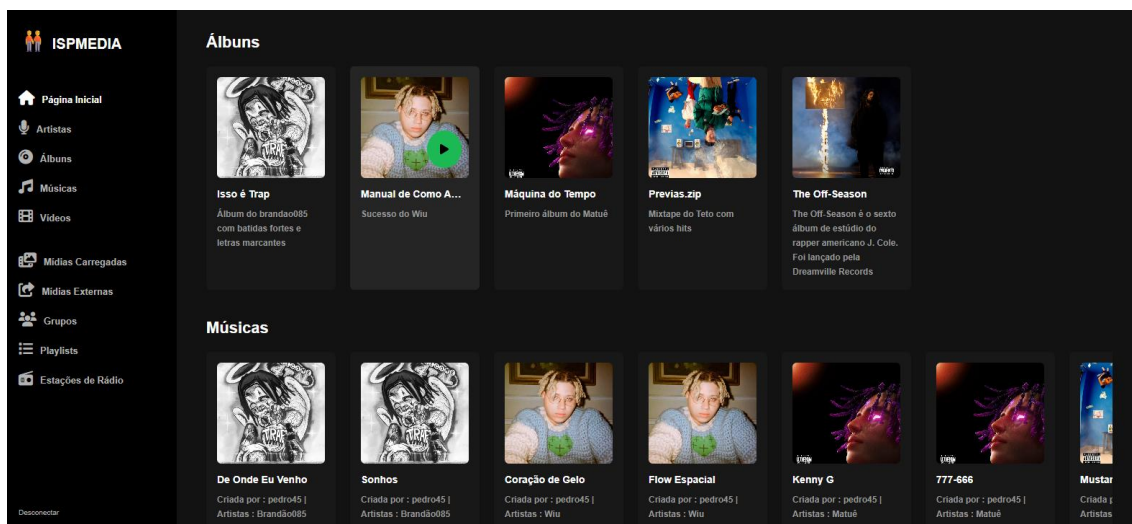 ISPMEDIA
Página Inicial
Artistas
Álbuns
Músicas
Vídeos
Mídias Carregadas
Mídias Externas
Grupos
Playlists
Estações de Rádio
Desconectar
Álbuns
Isso é Trap
Álbum do brandao085
com batidas fortes e
letras marcantes
Manual de Como A...
Sucesso do Wiu
Máquina do Tempo
Primeiro álbum do Matuê
Previas.zip
Mixtape do Teto com
vários hits
The Off-Season
The Off-Season é o sexto
álbum de estúdio do
rapper americano J. Cole.
Foi lançado pela
Dreamville Records
Músicas
De Onde Eu Venho
Criada por : pedro45 |
Artistas : Brandão085
Sonhos
Criada por : pedro45 |
Artistas : Brandão085
Coração de Gelo
Criada por : pedro45 |
Artistas : Wiu
Flow Espacial
Criada por : pedro45 |
Artistas : Wiu
Kenny G
Criada por : pedro45 |
Artistas : Matuê
777-666
Criada por : pedro45 |
Artistas : Matuê
Mustar
Criada p
Artistas